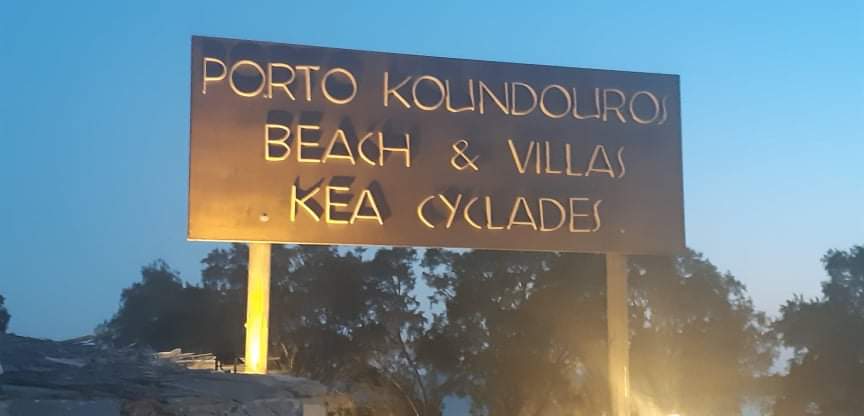 PORTO KOUNDOUROS
BEACH & VILLAS
KEA CYCLADES